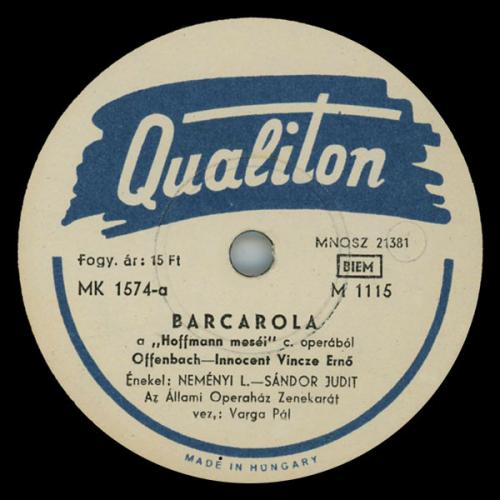 Qualiton
MNOSZ 21381
fogy. ár: 15 Ft
BIEM
MK 1574-a
M 1115
BARCAROLA
a „Hoffmann meséi" c. operából
Offenbach—Innocent Vincze Ernő
Énekel: NEMÉNYI L.—SÁNDOR JUDIT
Az Állami Operaház Zenekarát
vez,: Varga Pál
MADE IN HUNGARY